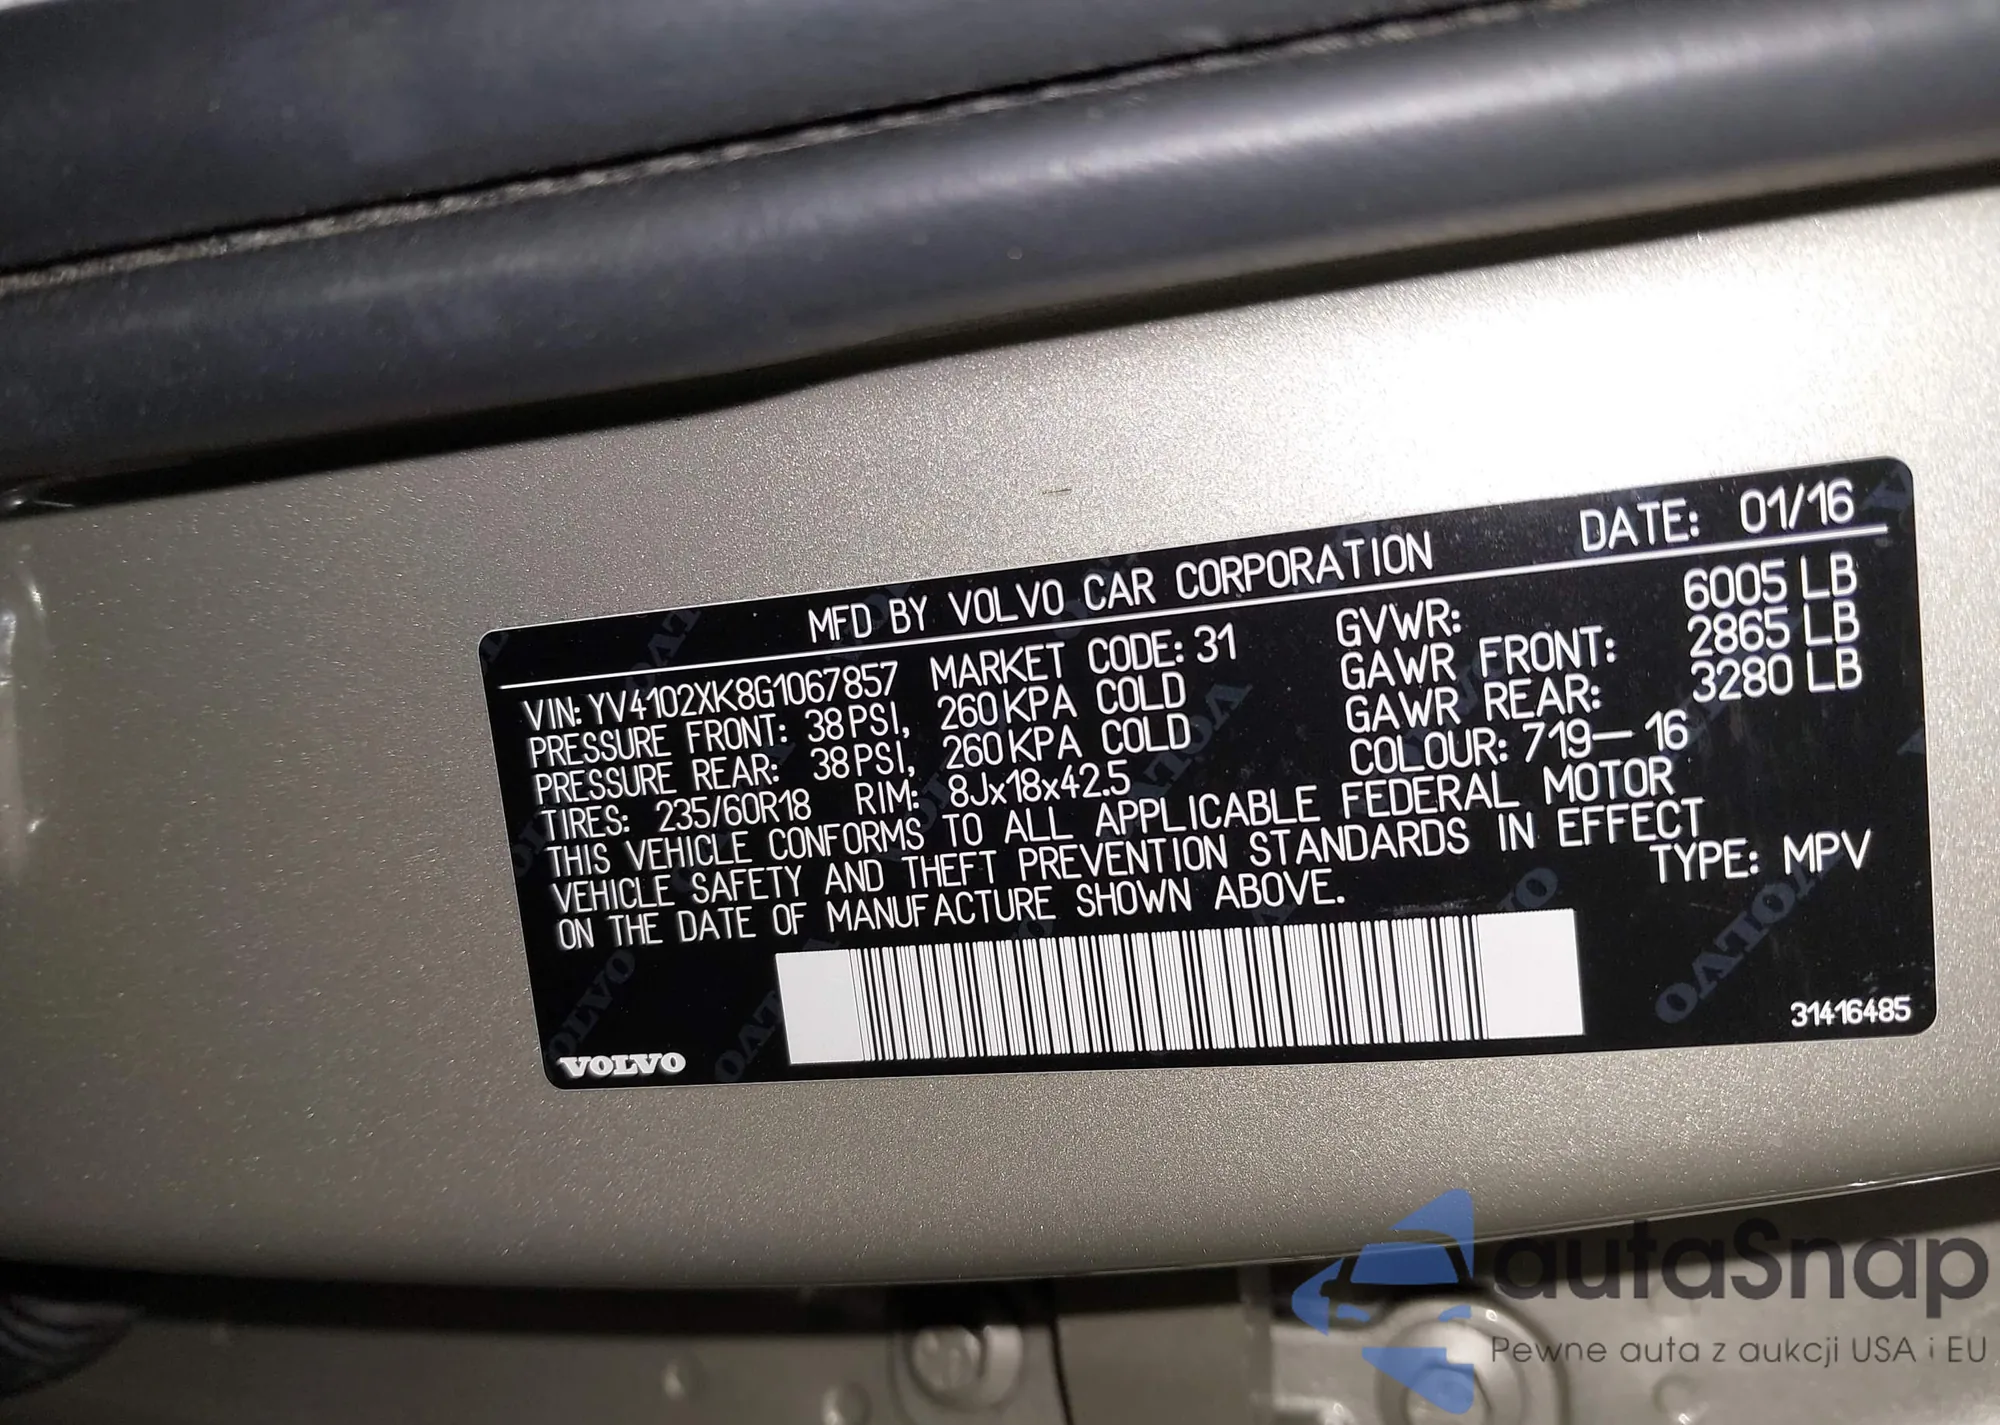 MFD BY VOLVO CAR CORPORATION DATE: 01/16
VIN: YV4102XK8G1067857 MARKET CODE: 31 GVWR: 6005 LB
PRESSURE FRONT: 38 PSI, 260 KPA COLD GAWR FRONT: 2865 LB
PRESSURE REAR: 38 PSI, 260 KPA COLD GAWR REAR: 3280 LB
TIRES: 235/60R18 RIM: 8Jx18x42.5 COLOUR: 719-16
THIS VEHICLE CONFORMS TO ALL APPLICABLE FEDERAL MOTOR
VEHICLE SAFETY AND THEFT PREVENTION STANDARDS IN EFFECT
ON THE DATE OF MANUFACTURE SHOWN ABOVE. TYPE: MPV
31416485
VOLVO
autaSnap
Pewne auta z aukcji USA i EU